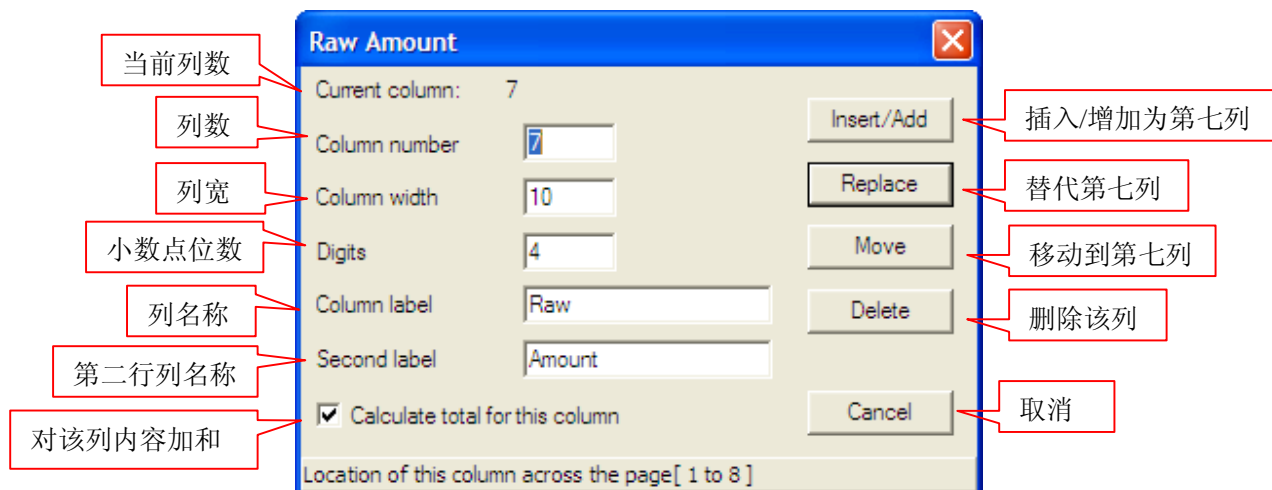 Raw Amount
当前列数
Current column: 7
列数
Column number 7
Insert/Add
插入/增加为第七列
列宽
Column width 10
Replace
替代第七列
小数点位数
Digits 4
Move
移动到第七列
列名称
Column label Raw
Delete
删除该列
第二行列名称
Second label Amount
对该列内容加和
Calculate total for this column
Cancel
取消
Location of this column across the page[ 1 to 8 ]